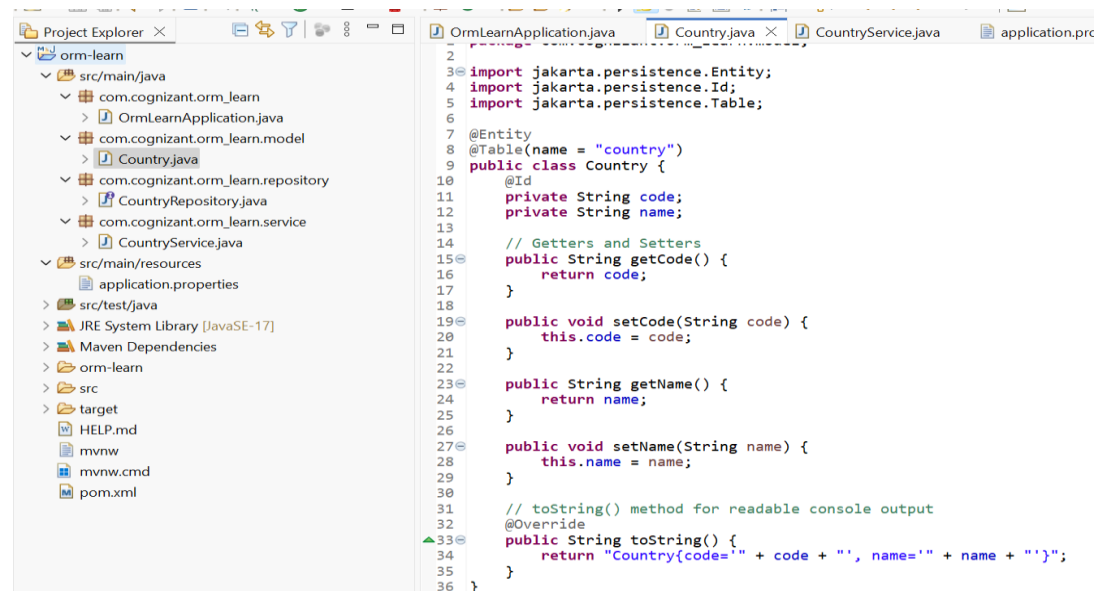 Project Explorer
orm-learn
src/main/java
com.cognizant.orm_learn
OrmLearnApplication.java
com.cognizant.orm_learn.model
Country.java
com.cognizant.orm_learn.repository
CountryRepository.java
com.cognizant.orm_learn.service
CountryService.java
src/main/resources
application.properties
src/test/java
JRE System Library [JavaSE-17]
Maven Dependencies
orm-learn
src
target
HELP.md
mvnw
mvnw.cmd
pom.xml
OrmLearnApplication.java Country.java CountryService.java application.pro
2
3 import jakarta.persistence.Entity;
4 import jakarta.persistence.Id;
5 import jakarta.persistence.Table;
6
7 @Entity
8 @Table(name = "country")
9 public class Country {
10 @Id
11 private String code;
12 private String name;
13
14 // Getters and Setters
15 public String getCode() {
16 return code;
17 }
18
19 public void setCode(String code) {
20 this.code = code;
21 }
22
23 public String getName() {
24 return name;
25 }
26
27 public void setName(String name) {
28 this.name = name;
29 }
30
31 // toString() method for readable console output
32 @Override
33 public String toString() {
34 return "Country{code='" + code + "', name='" + name + "'}";
35 }
36 }